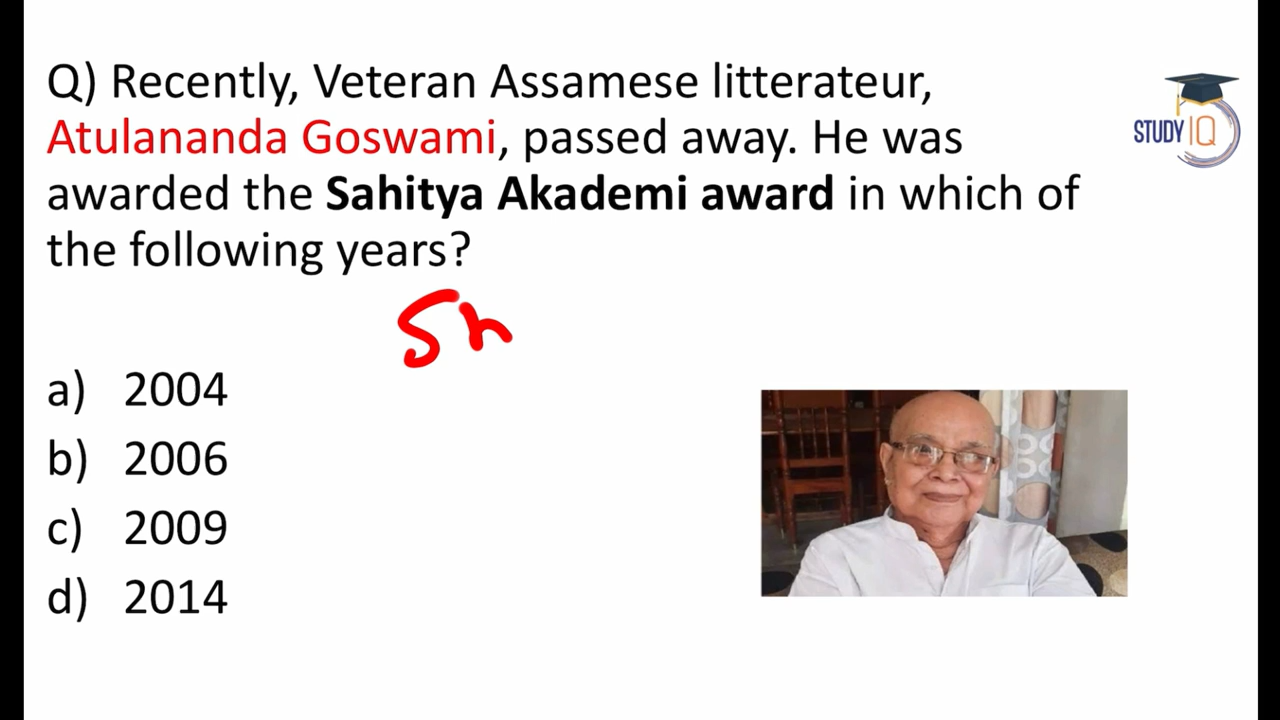 Q) Recently, Veteran Assamese litterateur,
Atulananda Goswami, passed away. He was
awarded the Sahitya Akademi award in which of
the following years?
STUDY IQ
a) 2004
b) 2006
c) 2009
d) 2014